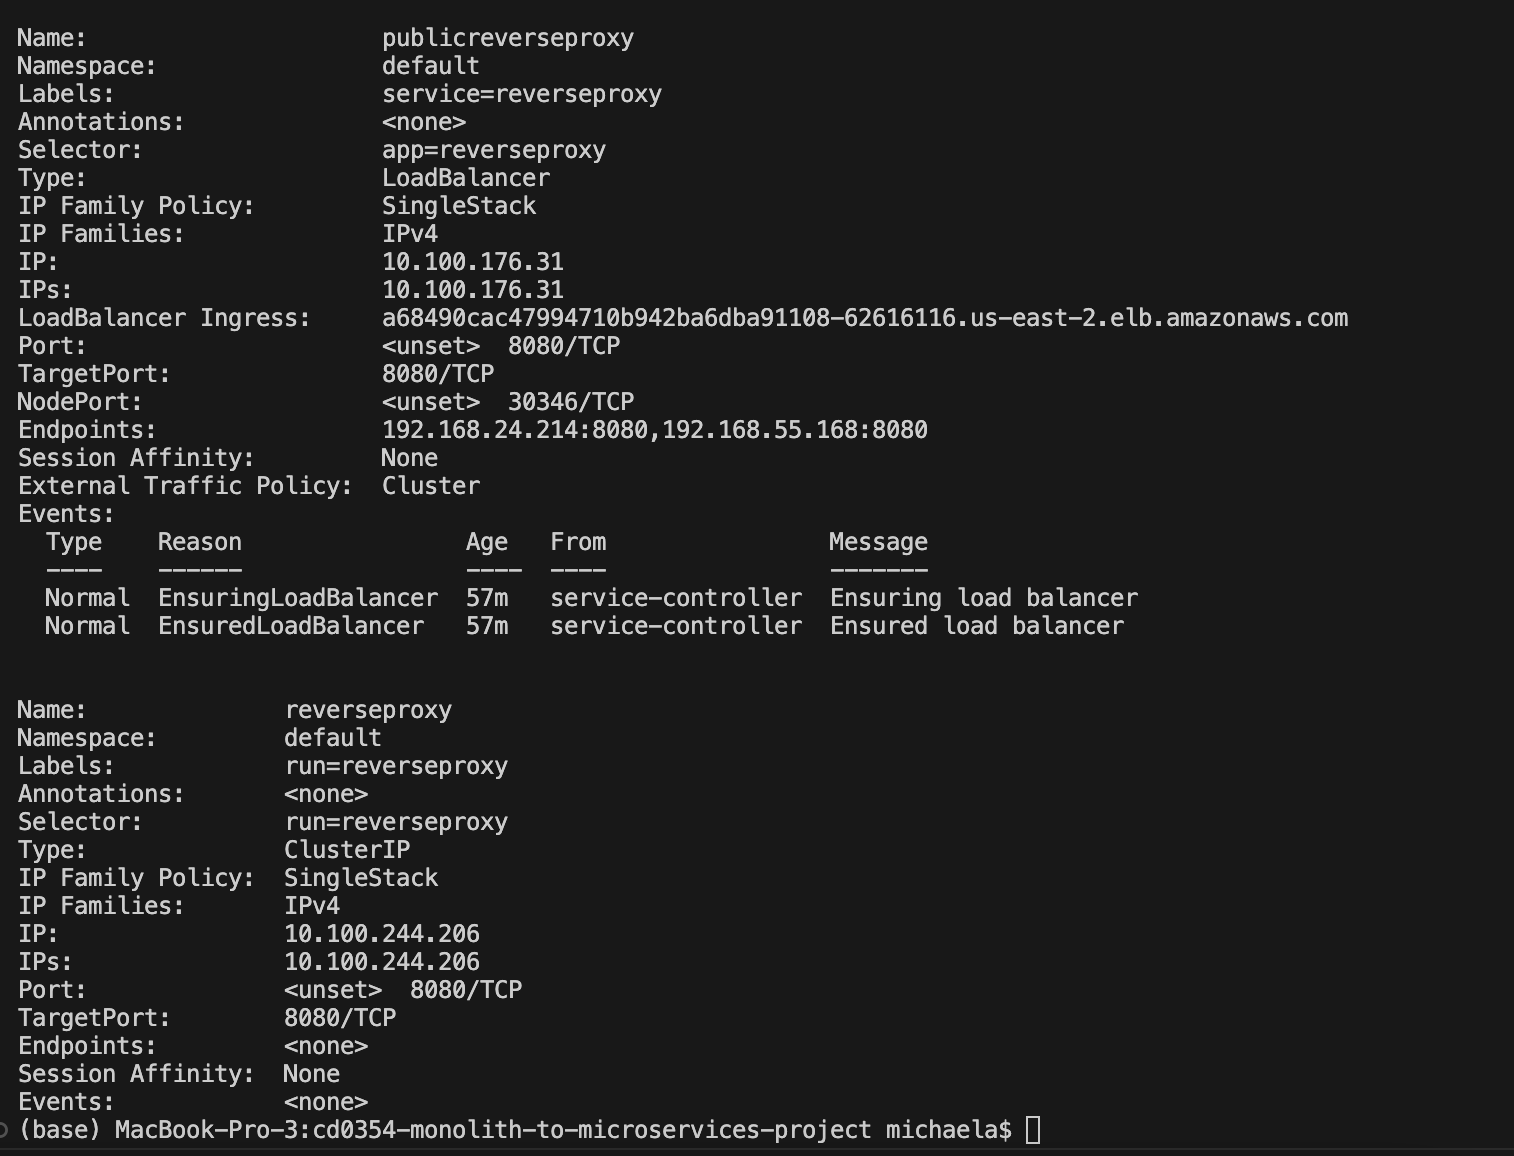 Name:                     publicreverseproxy
Namespace:                default
Labels:                   service=reverseproxy
Annotations:              <none>
Selector:                 app=reverseproxy
Type:                     LoadBalancer
IP Family Policy:         SingleStack
IP Families:              IPv4
IP:                       10.100.176.31
IPs:                      10.100.176.31
LoadBalancer Ingress:     a68490cac47994710b942ba6dba91108-62616116.us-east-2.elb.amazonaws.com
Port:                     <unset>  8080/TCP
TargetPort:               8080/TCP
NodePort:                 <unset>  30346/TCP
Endpoints:                192.168.24.214:8080,192.168.55.168:8080
Session Affinity:         None
External Traffic Policy:  Cluster
Events:
  Type    Reason                Age   From                Message
  ----    ------                ----  ----                -------
  Normal  EnsuringLoadBalancer  57m   service-controller  Ensuring load balancer
  Normal  EnsuredLoadBalancer   57m   service-controller  Ensured load balancer
Name:              reverseproxy
Namespace:         default
Labels:            run=reverseproxy
Annotations:       <none>
Selector:          run=reverseproxy
Type:              ClusterIP
IP Family Policy:  SingleStack
IP Families:       IPv4
IP:                10.100.244.206
IPs:               10.100.244.206
Port:              <unset>  8080/TCP
TargetPort:        8080/TCP
Endpoints:         <none>
Session Affinity:  None
Events:            <none>
(base) MacBook-Pro-3:cd0354-monolith-to-microservices-project michaela$